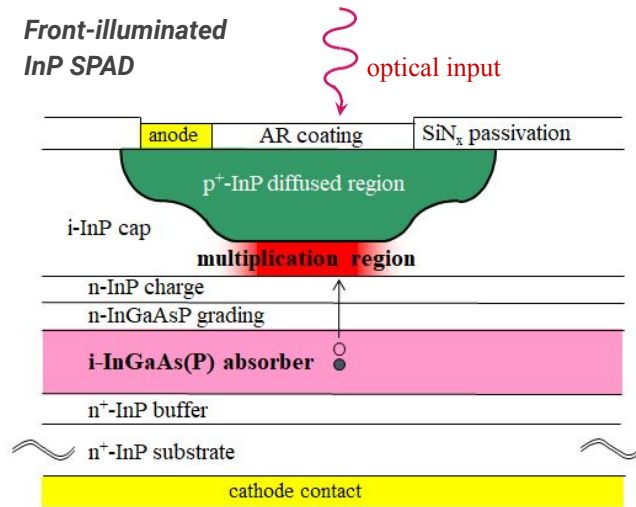 Front-illuminated
InP SPAD
optical input
anode
AR coating
SiNx passivation
p+-InP diffused region
i-InP cap
multiplication region
n-InP charge
n-InGaAsP grading
i-InGaAs(P) absorber
n+-InP buffer
n+-InP substrate
cathode contact